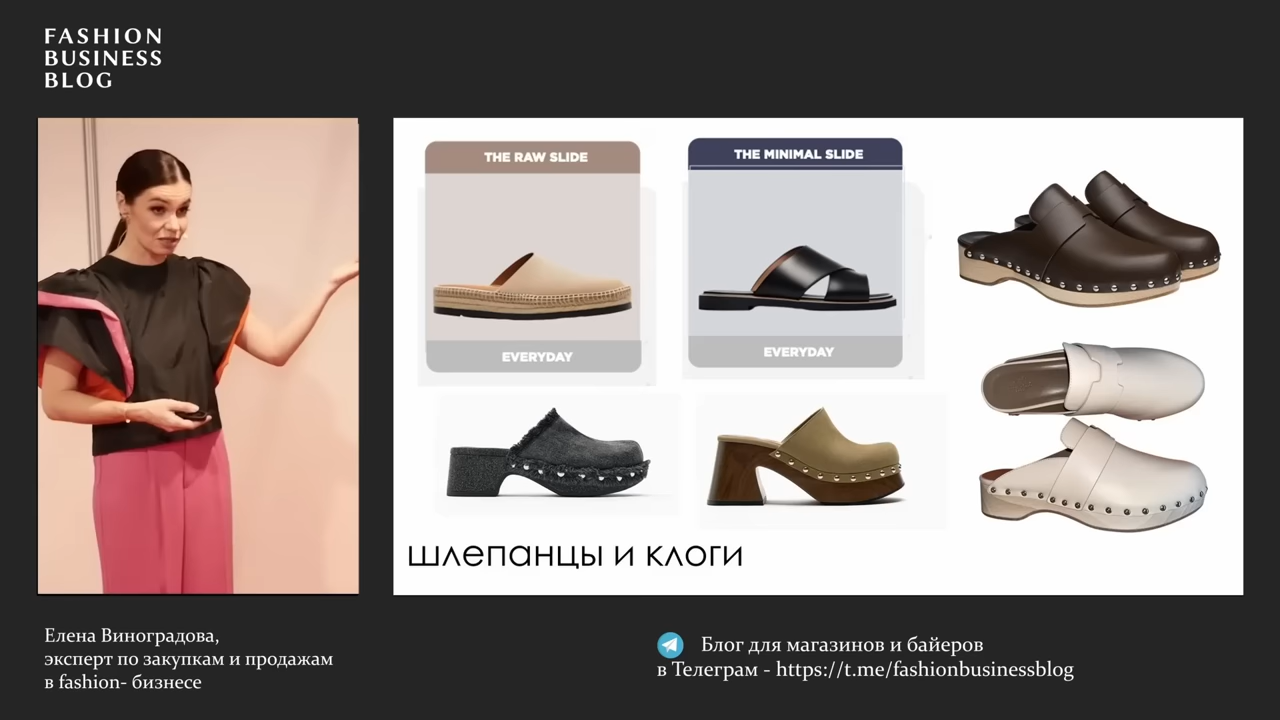 FASHION
BUSINESS
BLOG
THE RAW SLIDE
THE MINIMAL SLIDE
EVERYDAY
EVERYDAY
шлепанцы и клоги
Елена Виноградова,
эксперт по закупкам и продажам
в fashion- бизнесе
Блог для магазинов и байеров
в Телеграм - https://t.me/fashionbusinessblog